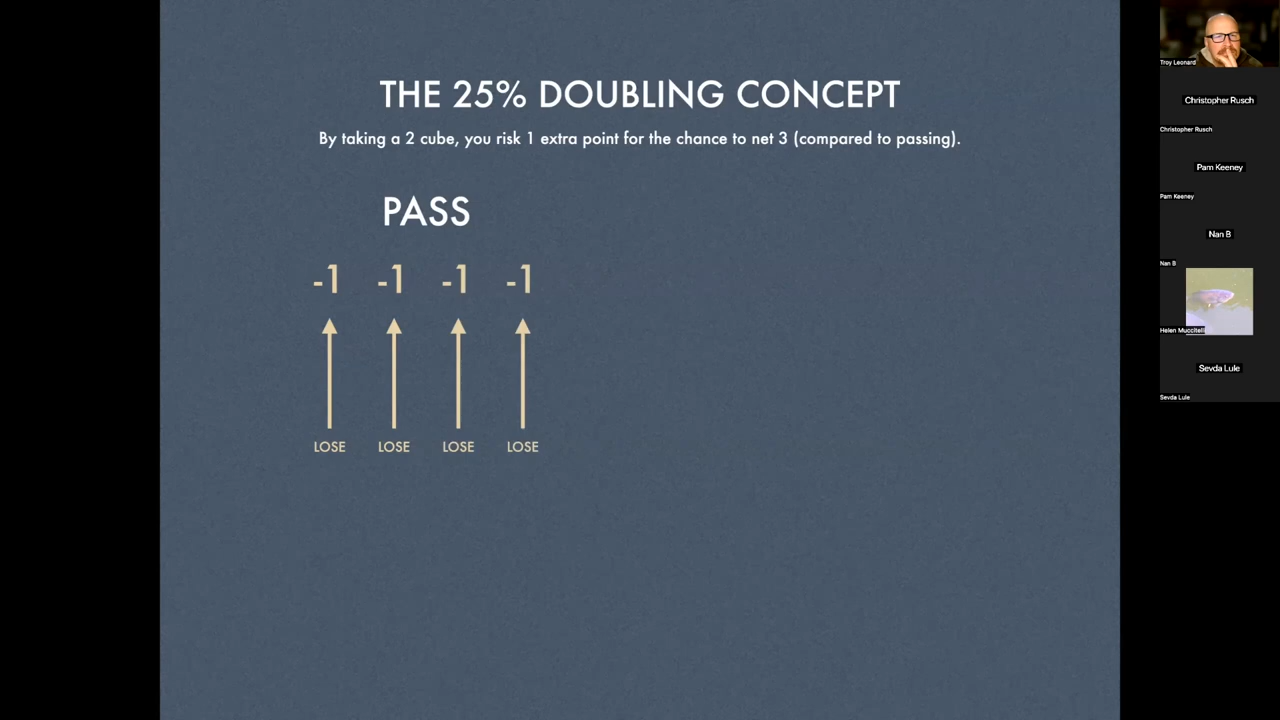 THE 25% DOUBLING CONCEPT
By taking a 2 cube, you risk 1 extra point for the chance to net 3 (compared to passing).
PASS
-1 -1 -1 -1
LOSE LOSE LOSE LOSE
Troy Leonard
Christopher Rusch
Christopher Rusch
Pam Keeney
Pam Keeney
Nan B
Nan B
Helen Muccitelli
Sevda Lule
Sevda Lule